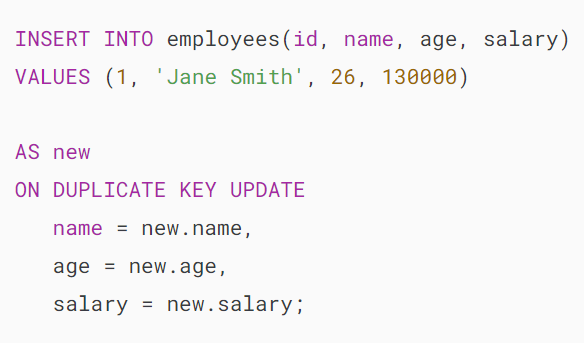 INSERT INTO employees(id, name, age, salary)
VALUES (1, 'Jane Smith', 26, 130000)
AS new
ON DUPLICATE KEY UPDATE
name = new.name,
age = new.age,
salary = new.salary;